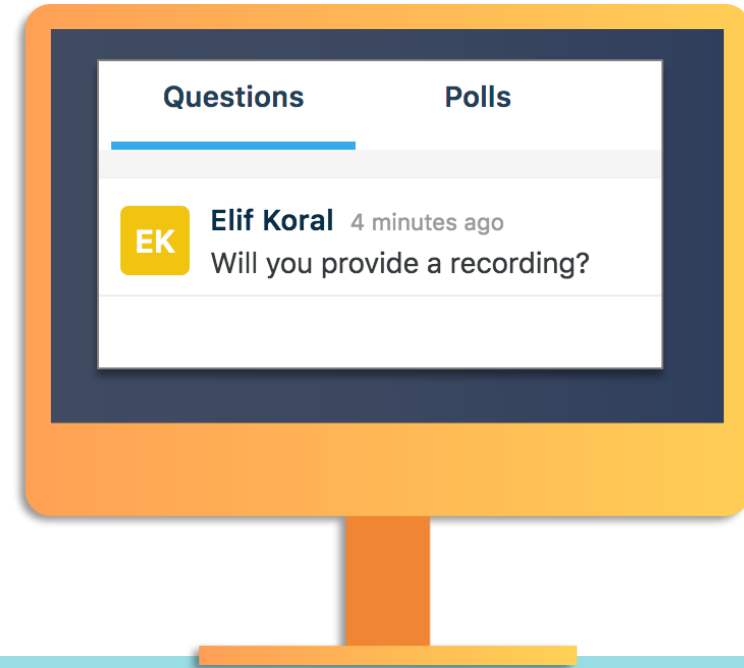 Questions Polls
EK
Elif Koral 4 minutes ago
Will you provide a recording?